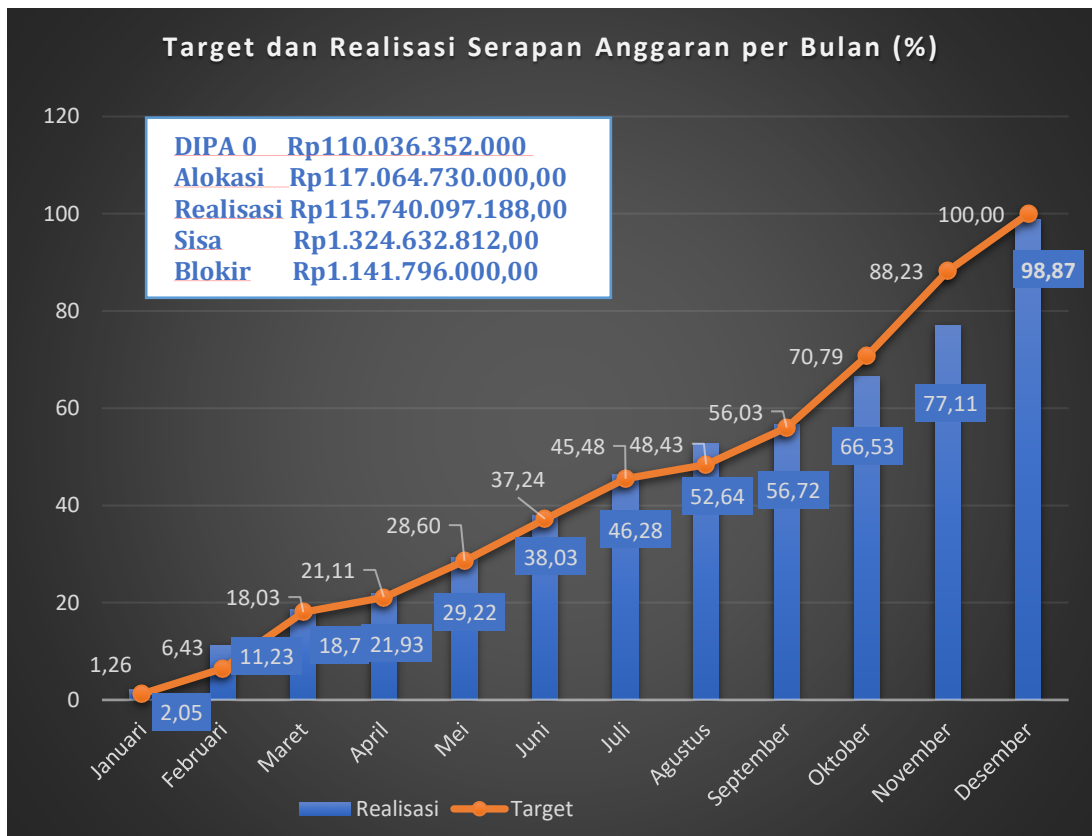 Target dan Realisasi Serapan Anggaran per Bulan (%)
120
100
80
60
40
20
0
DIPA 0 Rp110.036.352.000
Alokasi Rp117.064.730.000,00
Realisasi Rp115.740.097.188,00
Sisa Rp1.324.632.812,00
Blokir Rp1.141.796.000,00
1,26
6,43
18,03
21,11
28,60
37,24
45,48
48,43
56,03
70,79
88,23
100,00
2,05
11,23
18,7
21,93
29,22
38,03
46,28
52,64
56,72
66,53
77,11
98,87
Januari
Februari
Maret
April
Mei
Juni
Juli
Agustus
September
Oktober
November
Desember
Realisasi
Target